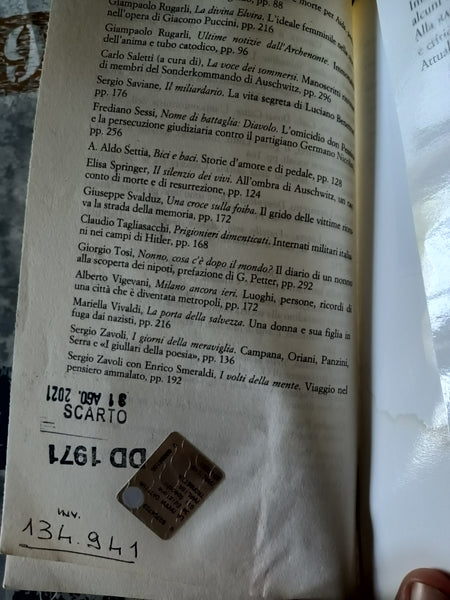 pp. 88
Giampaolo Rugarli, La divina Elvira. L'ideale femminile
nell'opera di Giacomo Puccini, pp. 216
Giampaolo Rugarli, Ultime notizie dall'Archenonte.
dell'anima e tubo catodico, pp. 96
Carlo Saletti (a cura di), La voce dei sommersi. Manoscritti
di membri del Sonderkommando di Auschwitz, pp. 296
Sergio Saviane, Il miliardario. La vita segreta di Luciano
pp. 176
Frediano Sessi, Nome di battaglia: Diavolo. L'omicidio don
e la persecuzione giudiziaria contro il partigiano Germano
pp. 256
A. Aldo Settia, Bici e baci. Storie d'amore e di pedale, pp. 128
Elisa Springer, Il silenzio dei vivi. All'ombra di Auschwitz, un
conto di morte e di resurrezione, pp. 124
Giuseppe Svalduz, Una croce sulla foiba. Il grido delle vittime
va la strada della memoria, pp. 172
Claudio Tagliasacchi, Prigionieri dimenticati. Internati militari
ni nei campi di Hitler, pp. 168
Giorgio Tosi, Nonno, cosa c'è dopo il mondo? Il diario di un nonno
alla scoperta dei nipoti, prefazione di G. Petter, pp. 292
Alberto Vigevani, Milano ancora ieri. Luoghi, persone, ricordi di
una città che è diventata metropoli, pp. 172
Mariella Vivaldi, La porta della salvezza. Una donna e sua figlia in
fuga dai nazisti, pp. 216
Sergio Zavoli, I giorni della meraviglia. Campana, Oriani, Panzini,
Serra e «I giullari della poesia», pp. 136
Sergio Zavoli con Enrico Smeraldi, I volti della mente. Viaggio nel
pensiero ammalato, pp. 192
31 AGO. 2021
SCARTO
DD 1971
INV.
134.941
alcuni
Alla